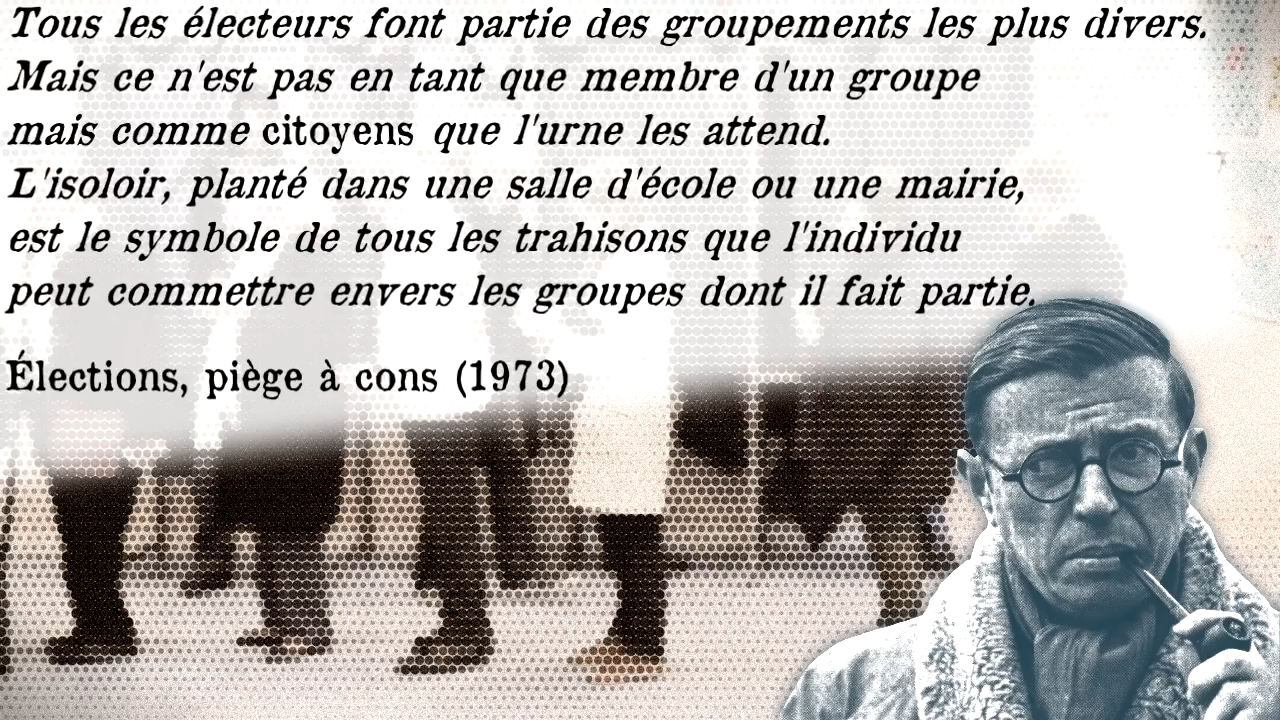 Tous les électeurs font partie des groupements les plus divers.
Mais ce n'est pas en tant que membre d'un groupe
mais comme citoyens que l'urne les attend.
L'isoloir, planté dans une salle d'école ou une mairie,
est le symbole de tous les trahisons que l'individu
peut commettre envers les groupes dont il fait partie.
Élections, piège à cons (1973)